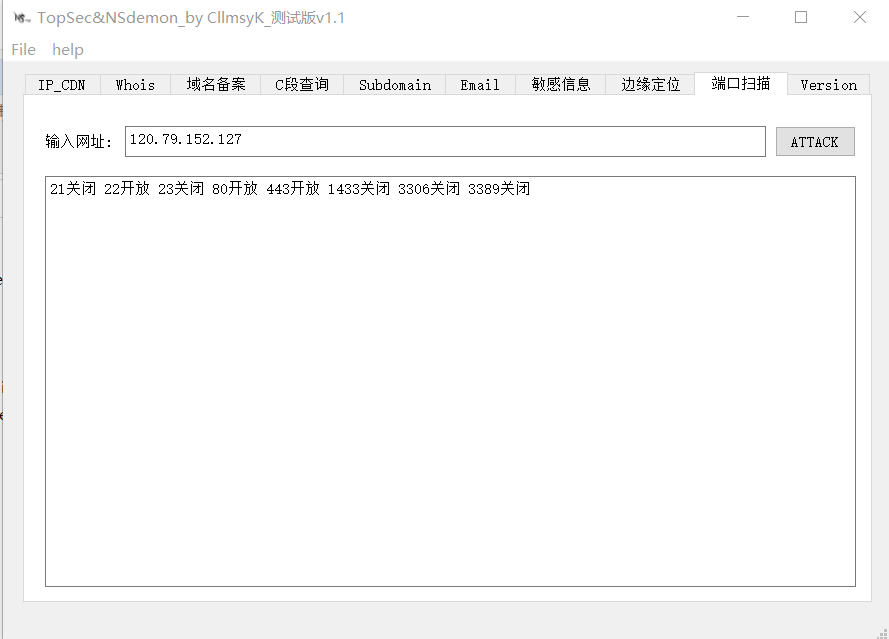 TopSec&NSdemon_by CllmsyK_测试版v1.1
File help
IP_CDN Whois 域名备案 C段查询 Subdomain Email 敏感信息 边缘定位 端口扫描 Version
输入网址: 120.79.152.127 ATTACK
21关闭 22开放 23关闭 80开放 443开放 1433关闭 3306关闭 3389关闭